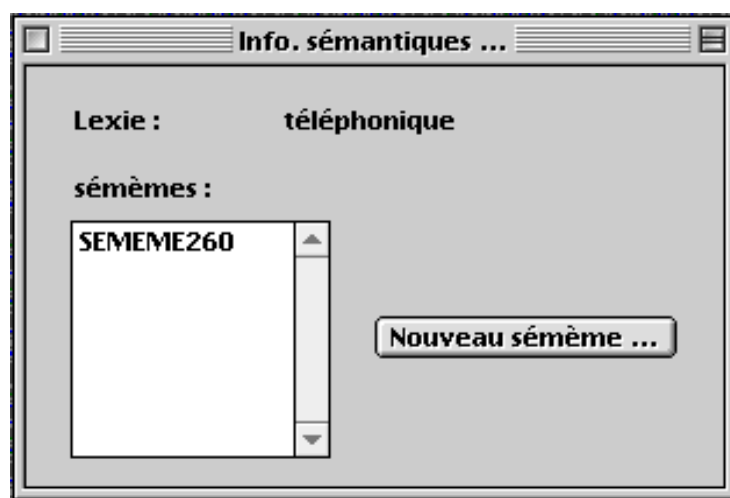 Info. sémantiques ...
Lexie : téléphonique
sémèmes :
SEMEME260
Nouveau sémème ...